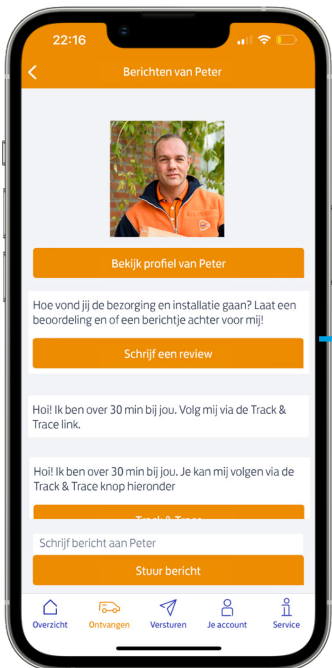 22:16
Berichten van Peter
Bekijk profiel van Peter
Hoe vond jij de bezorging en installatie gaan? Laat een
beoordeling en of een berichtje achter voor mij!
Schrijf een review
Hoi! Ik ben over 30 min bij jou. Volg mij via de Track &
Trace link.
Hoi! Ik ben over 30 min bij jou. Je kan mij volgen via de
Track & Trace knop hieronder
Track & Trace
Schrijf bericht aan Peter
Stuur bericht
Overzicht Ontvangen Versturen Je account Service